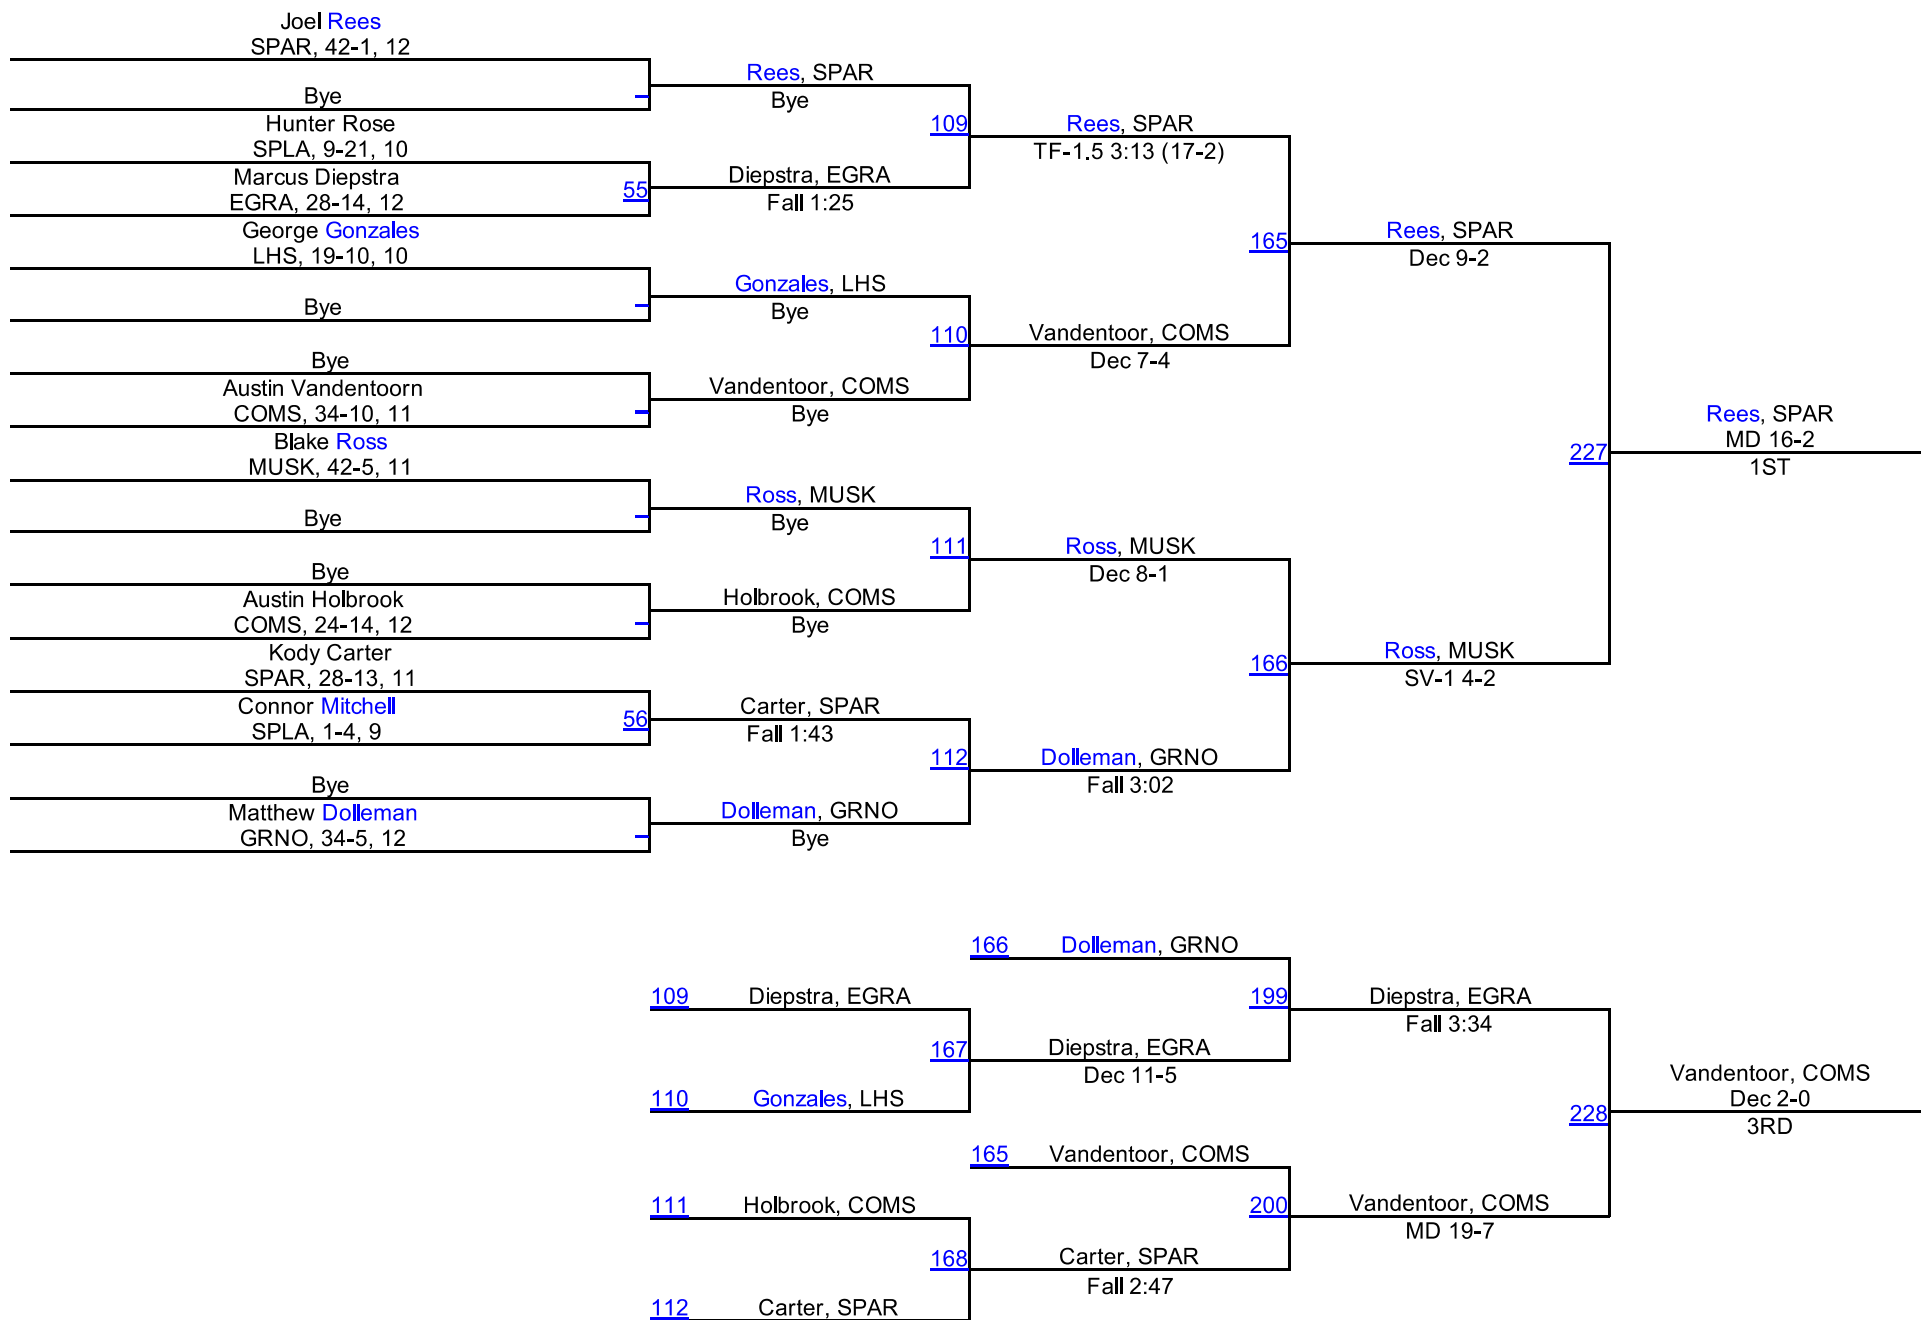 Joel Rees
SPAR, 42-1, 12
Bye
Hunter Rose
SPLA, 9-21, 10
Marcus Diepstra
EGRA, 28-14, 12
55
George Gonzales
LHS, 19-10, 10
Bye
Bye
Austin Vandentoorn
COMS, 34-10, 11
Blake Ross
MUSK, 42-5, 11
Bye
Bye
Austin Holbrook
COMS, 24-14, 12
Kody Carter
SPAR, 28-13, 11
Connor Mitchell
SPLA, 1-4, 9
56
Bye
Matthew Dolleman
GRNO, 34-5, 12
Rees, SPAR
Bye
109
Diepstra, EGRA
Fall 1:25
Gonzales, LHS
Bye
110
Vandentoor, COMS
Bye
Ross, MUSK
Bye
111
Holbrook, COMS
Bye
Carter, SPAR
Fall 1:43
112
Dolleman, GRNO
Bye
Rees, SPAR
TF-1.5 3:13 (17-2)
165
Vandentoor, COMS
Dec 7-4
Ross, MUSK
Dec 8-1
166
Dolleman, GRNO
Fall 3:02
Rees, SPAR
Dec 9-2
227
Ross, MUSK
SV-1 4-2
Rees, SPAR
MD 16-2
1ST
109 Diepstra, EGRA
167
110 Gonzales, LHS
111 Holbrook, COMS
168
112 Carter, SPAR
166 Dolleman, GRNO
199
Diepstra, EGRA
Dec 11-5
165 Vandentoor, COMS
200
Carter, SPAR
Fall 2:47
Diepstra, EGRA
Fall 3:34
228
Vandentoor, COMS
MD 19-7
Vandentoor, COMS
Dec 2-0
3RD